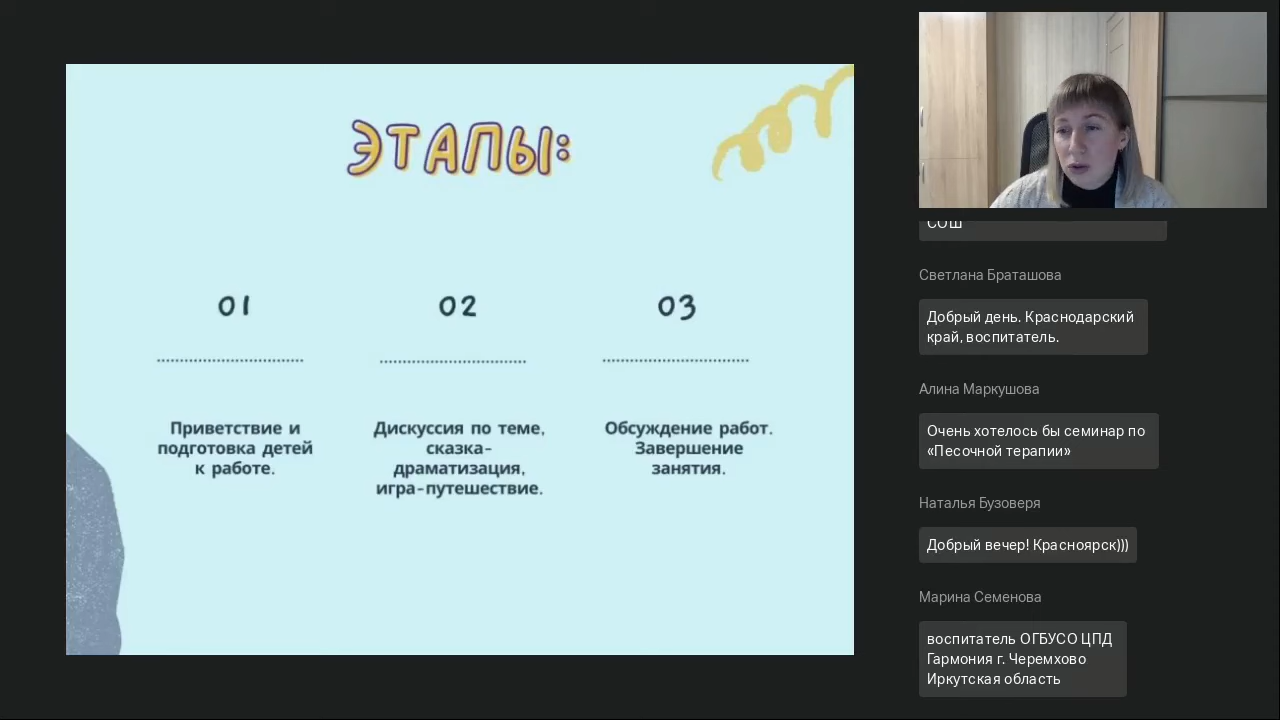 ЭТАПЫ:
01
02
03
Приветствие и
подготовка детей
к работе.
Дискуссия по теме,
сказка-
драматизация,
игра-путешествие.
Обсуждение работ.
Завершение
занятия.
СОШ
Светлана Браташова
Добрый день. Краснодарский
край, воспитатель.
Алина Маркушова
Очень хотелось бы семинар по
«Песочной терапии»
Наталья Бузоверя
Добрый вечер! Красноярск)))
Марина Семенова
воспитатель ОГБУСО ЦПД
Гармония г. Черемхово
Иркутская область